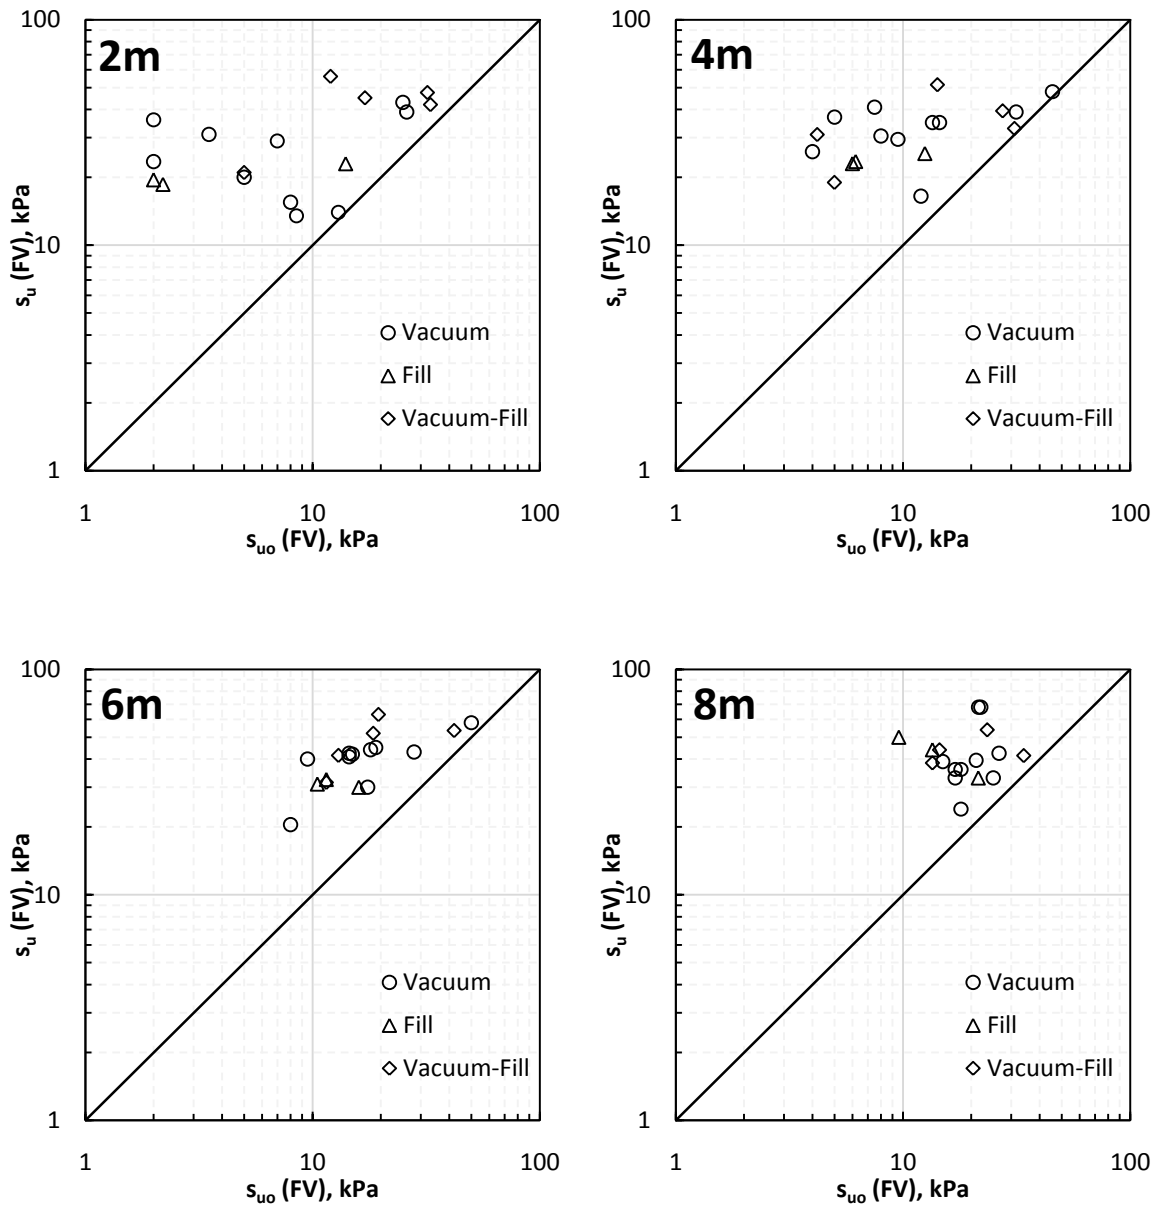 100
2m
10
1
1
10
100
s_u (FV), kPa
s_uo (FV), kPa
Vacuum
Fill
Vacuum-Fill
100
4m
10
1
1
10
100
s_u (FV), kPa
s_uo (FV), kPa
Vacuum
Fill
Vacuum-Fill
100
6m
10
1
1
10
100
s_u (FV), kPa
s_uo (FV), kPa
Vacuum
Fill
Vacuum-Fill
100
8m
10
1
1
10
100
s_u (FV), kPa
s_uo (FV), kPa
Vacuum
Fill
Vacuum-Fill